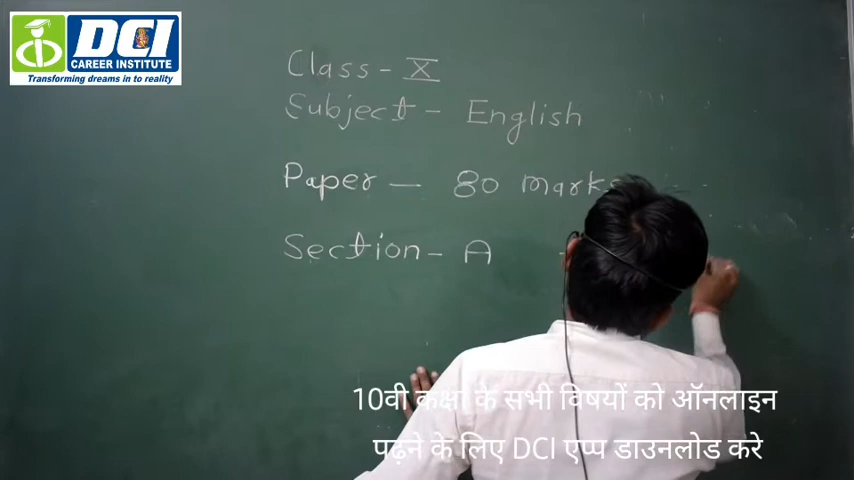 DCI
CAREER INSTITUTE
Transforming dreams in to reality
Class - X
Subject - English
Paper - 80 marks
Section - A
10वी कक्षा के सभी विषयों को ऑनलाइन
पढ़ने के लिए DCI एप्प डाउनलोड करे